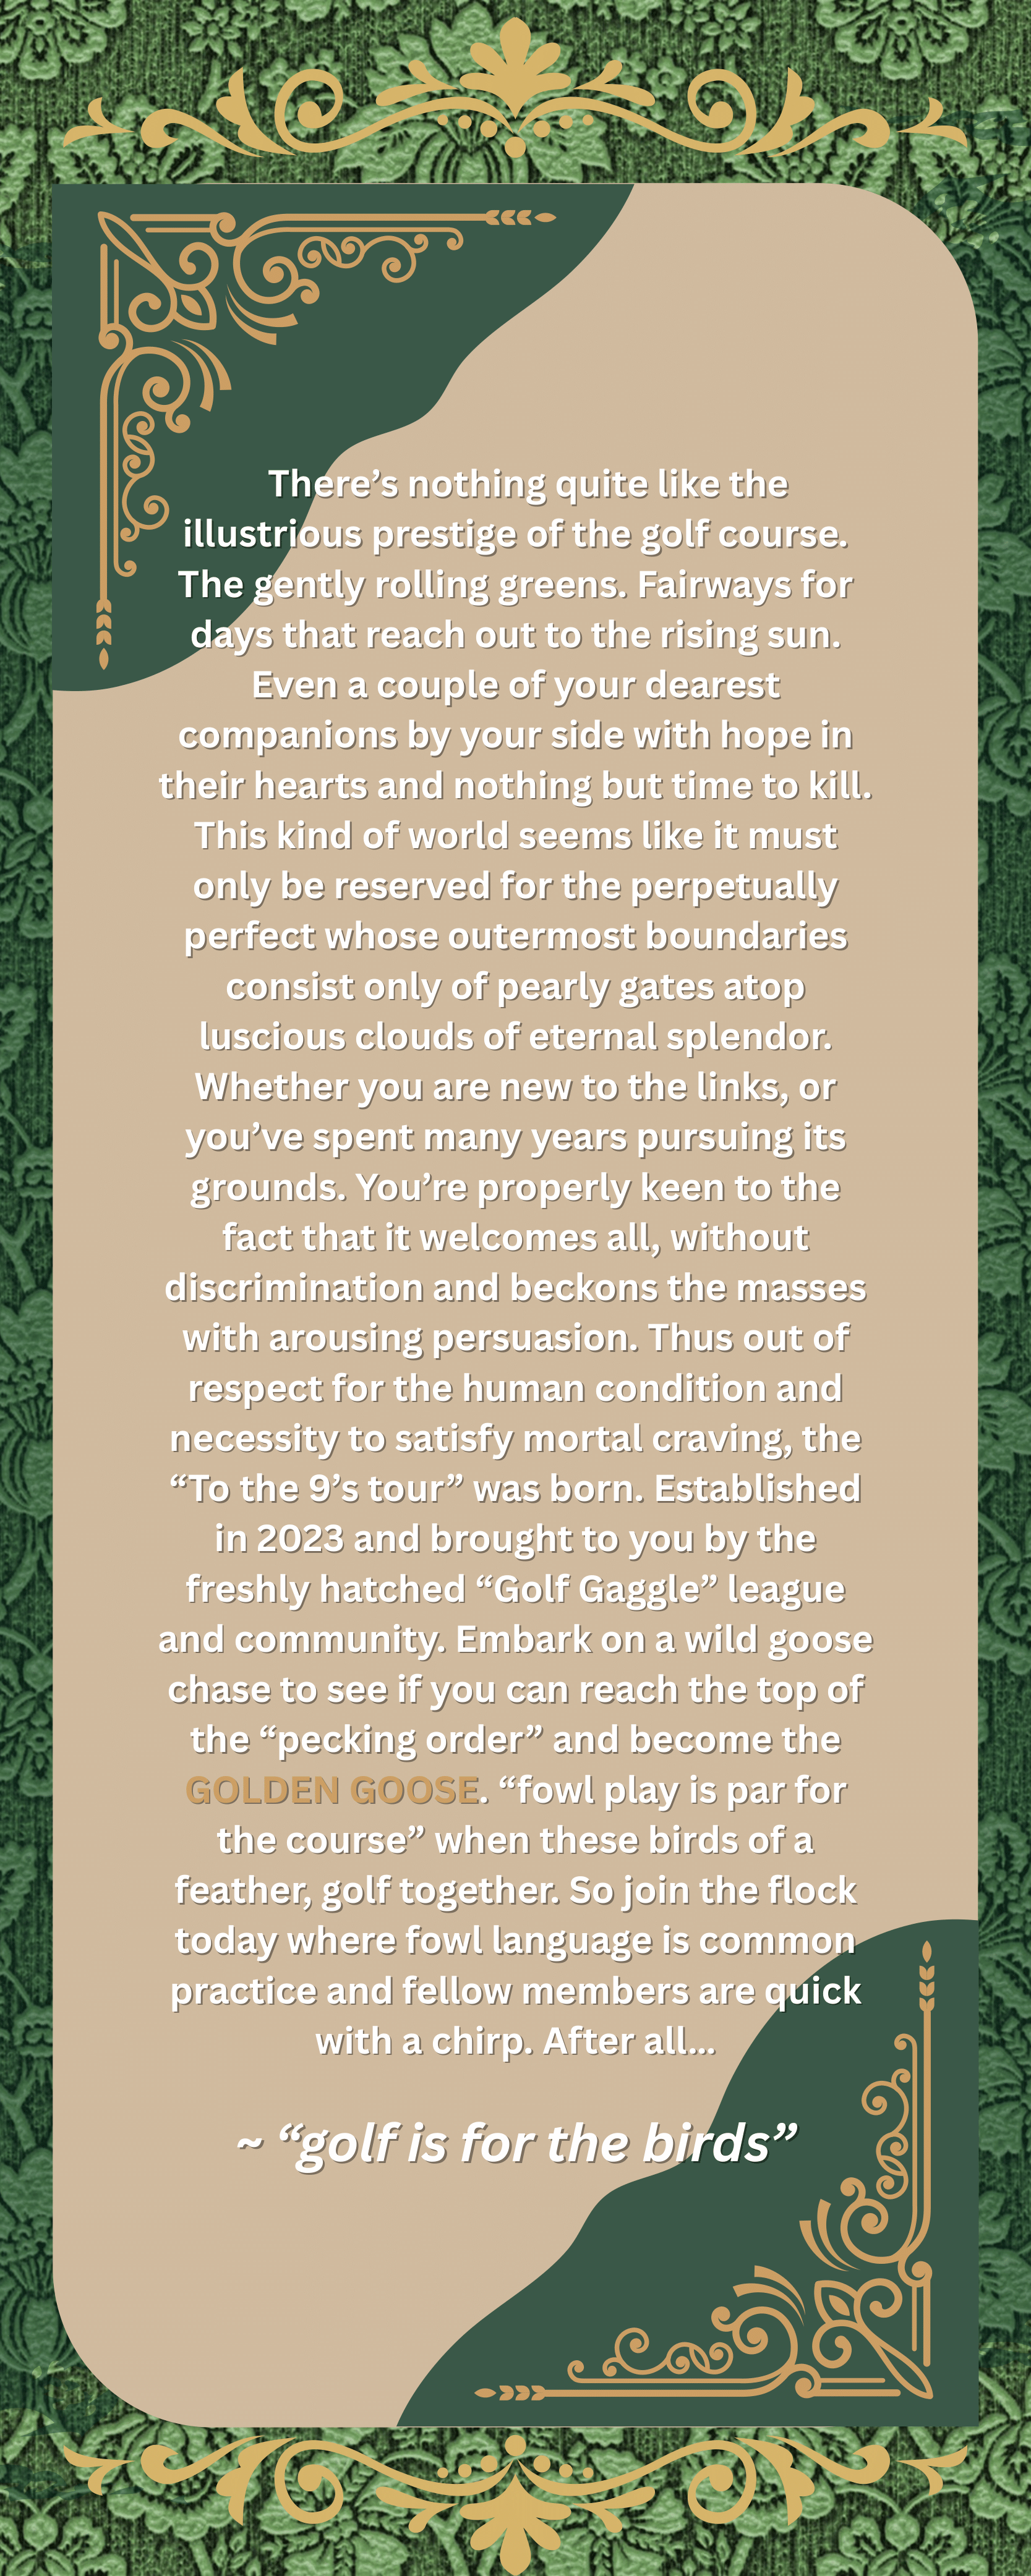 There’s nothing quite like the
illustrious prestige of the golf course.
The gently rolling greens. Fairways for
days that reach out to the rising sun.
Even a couple of your dearest
companions by your side with hope in
their hearts and nothing but time to kill.
This kind of world seems like it must
only be reserved for the perpetually
perfect whose outermost boundaries
consist only of pearly gates atop
luscious clouds of eternal splendor.
Whether you are new to the links, or
you’ve spent many years pursuing its
grounds. You’re properly keen to the
fact that it welcomes all, without
discrimination and beckons the masses
with arousing persuasion. Thus out of
respect for the human condition and
necessity to satisfy mortal craving, the
“To the 9’s tour” was born. Established
in 2023 and brought to you by the
freshly hatched “Golf Gaggle” league
and community. Embark on a wild goose
chase to see if you can reach the top of
the “pecking order” and become the
GOLDEN GOOSE. “fowl play is par for
the course” when these birds of a
feather, golf together. So join the flock
today where fowl language is common
practice and fellow members are quick
with a chirp. After all...
~ “golf is for the birds”